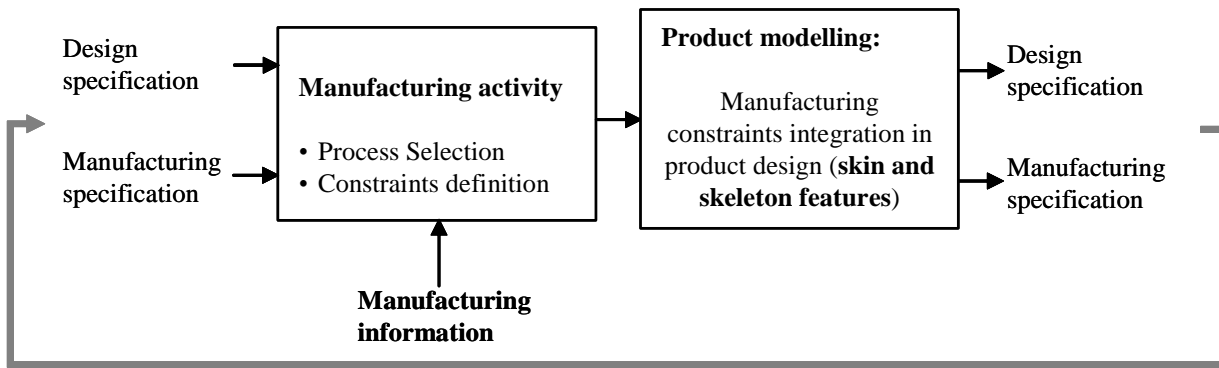 Design
specification
Manufacturing
specification
Manufacturing activity
• Process Selection
• Constraints definition
Manufacturing
information
Product modelling:
Manufacturing
constraints integration in
product design (skin and
skeleton features)
Design
specification
Manufacturing
specification